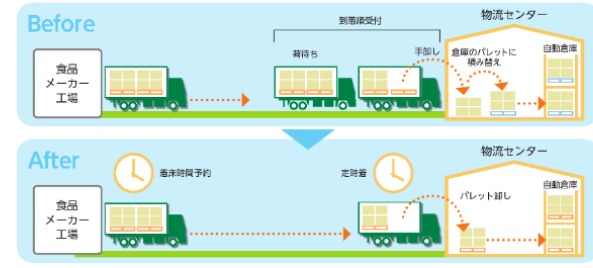 Before
物流センター
到着順受付
荷待ち
手卸し
倉庫のパレットに
積み替え
自動倉庫
食品
メーカー
工場
After
物流センター
着床時間予約
定時着
パレット卸し
自動倉庫
食品
メーカー
工場